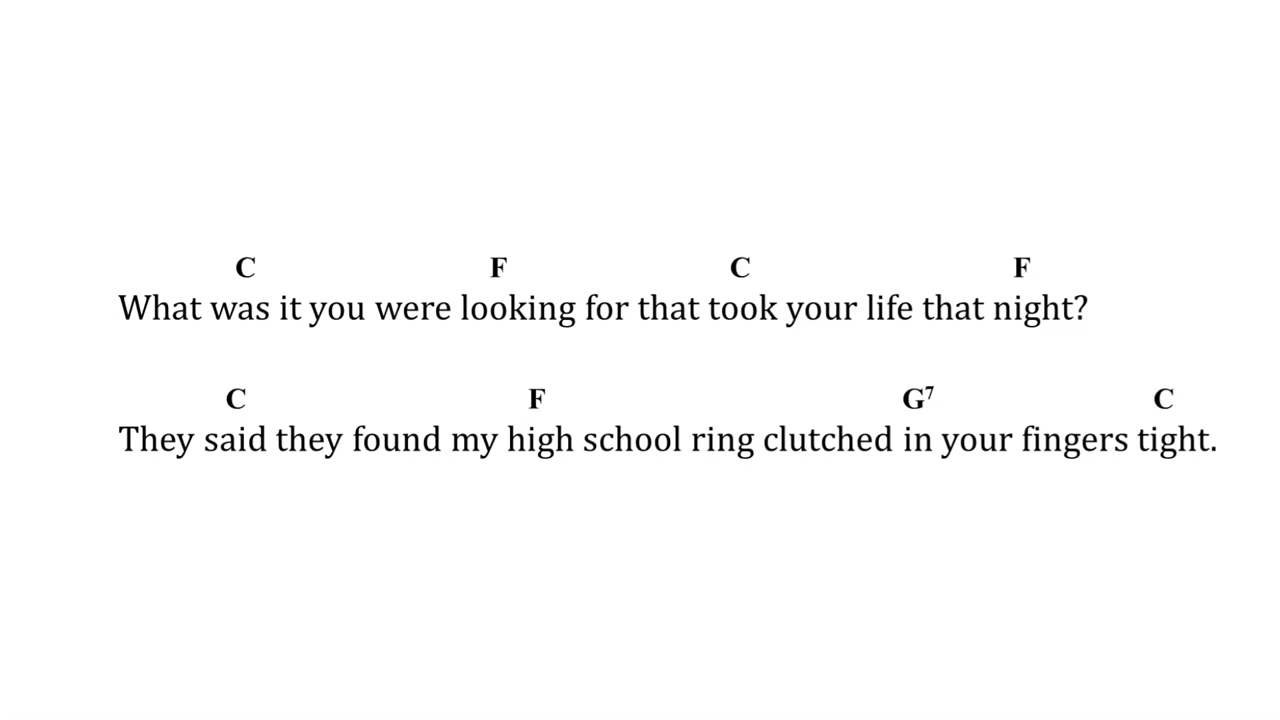 C F C F
What was it you were looking for that took your life that night?
C F G⁷ C
They said they found my high school ring clutched in your fingers tight.